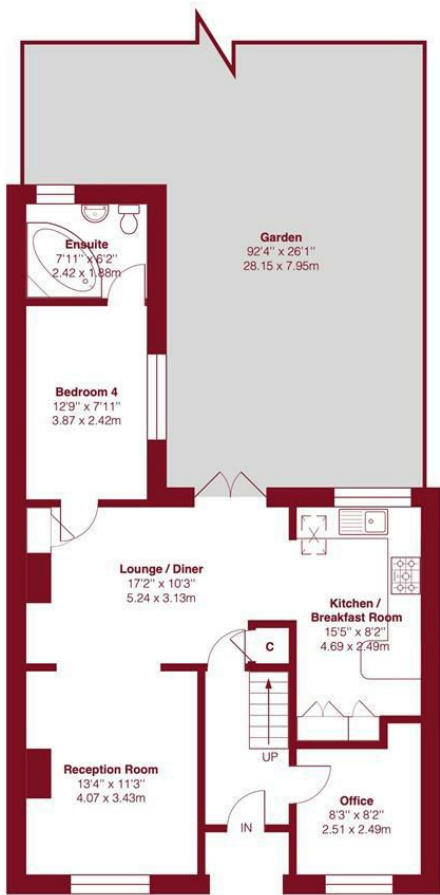 Garden
92'4'' x 26'1''
28.15 x 7.95m
Ensuite
7'11'' x 6'2''
2.42 x 1.88m
Bedroom 4
12'9'' x 7'11''
3.87 x 2.42m
Lounge / Diner
17'2'' x 10'3''
5.24 x 3.13m
Kitchen /
Breakfast Room
15'5'' x 8'2''
4.69 x 2.49m
C
UP
Reception Room
13'4'' x 11'3''
4.07 x 3.43m
Office
8'3'' x 8'2''
2.51 x 2.49m
IN